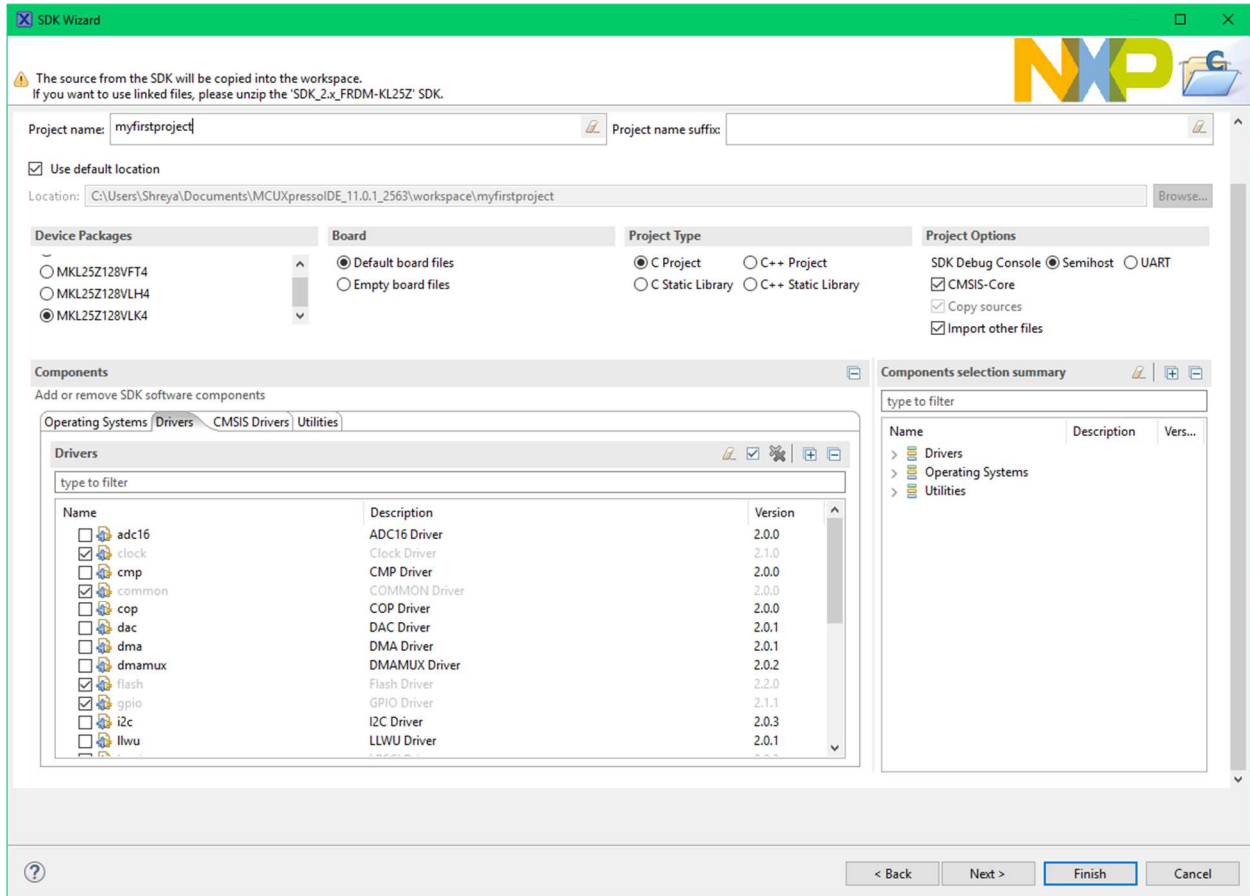 SDK Wizard
The source from the SDK will be copied into the workspace.
If you want to use linked files, please unzip the 'SDK_2.x_FRDM-KL25Z' SDK.
NXP
C
Project name: myfirstproject Project name suffix:
Use default location
Location: C:\Users\Shreya\Documents\MCUXpressoIDE_11.0.1_2563\workspace\myfirstproject Browse...
Device Packages Board Project Type Project Options
MKL25Z128VFT4 Default board files C Project C++ Project SDK Debug Console Semihost UART
MKL25Z128VLH4 Empty board files C Static Library C++ Static Library CMSIS-Core
MKL25Z128VLK4 Copy sources
Import other files
Components Components selection summary
Add or remove SDK software components
type to filter
Operating Systems Drivers CMSIS Drivers Utilities
Name Description Vers...
Drivers
Drivers
Operating Systems
Utilities
type to filter
Name Description Version
adc16 ADC16 Driver 2.0.0
clock Clock Driver 2.1.0
cmp CMP Driver 2.0.0
common COMMON Driver 2.0.0
cop COP Driver 2.0.0
dac DAC Driver 2.0.1
dma DMA Driver 2.0.1
dmamux DMAMUX Driver 2.0.2
flash Flash Driver 2.2.0
gpio GPIO Driver 2.1.1
i2c I2C Driver 2.0.3
llwu LLWU Driver 2.0.1
? < Back Next > Finish Cancel